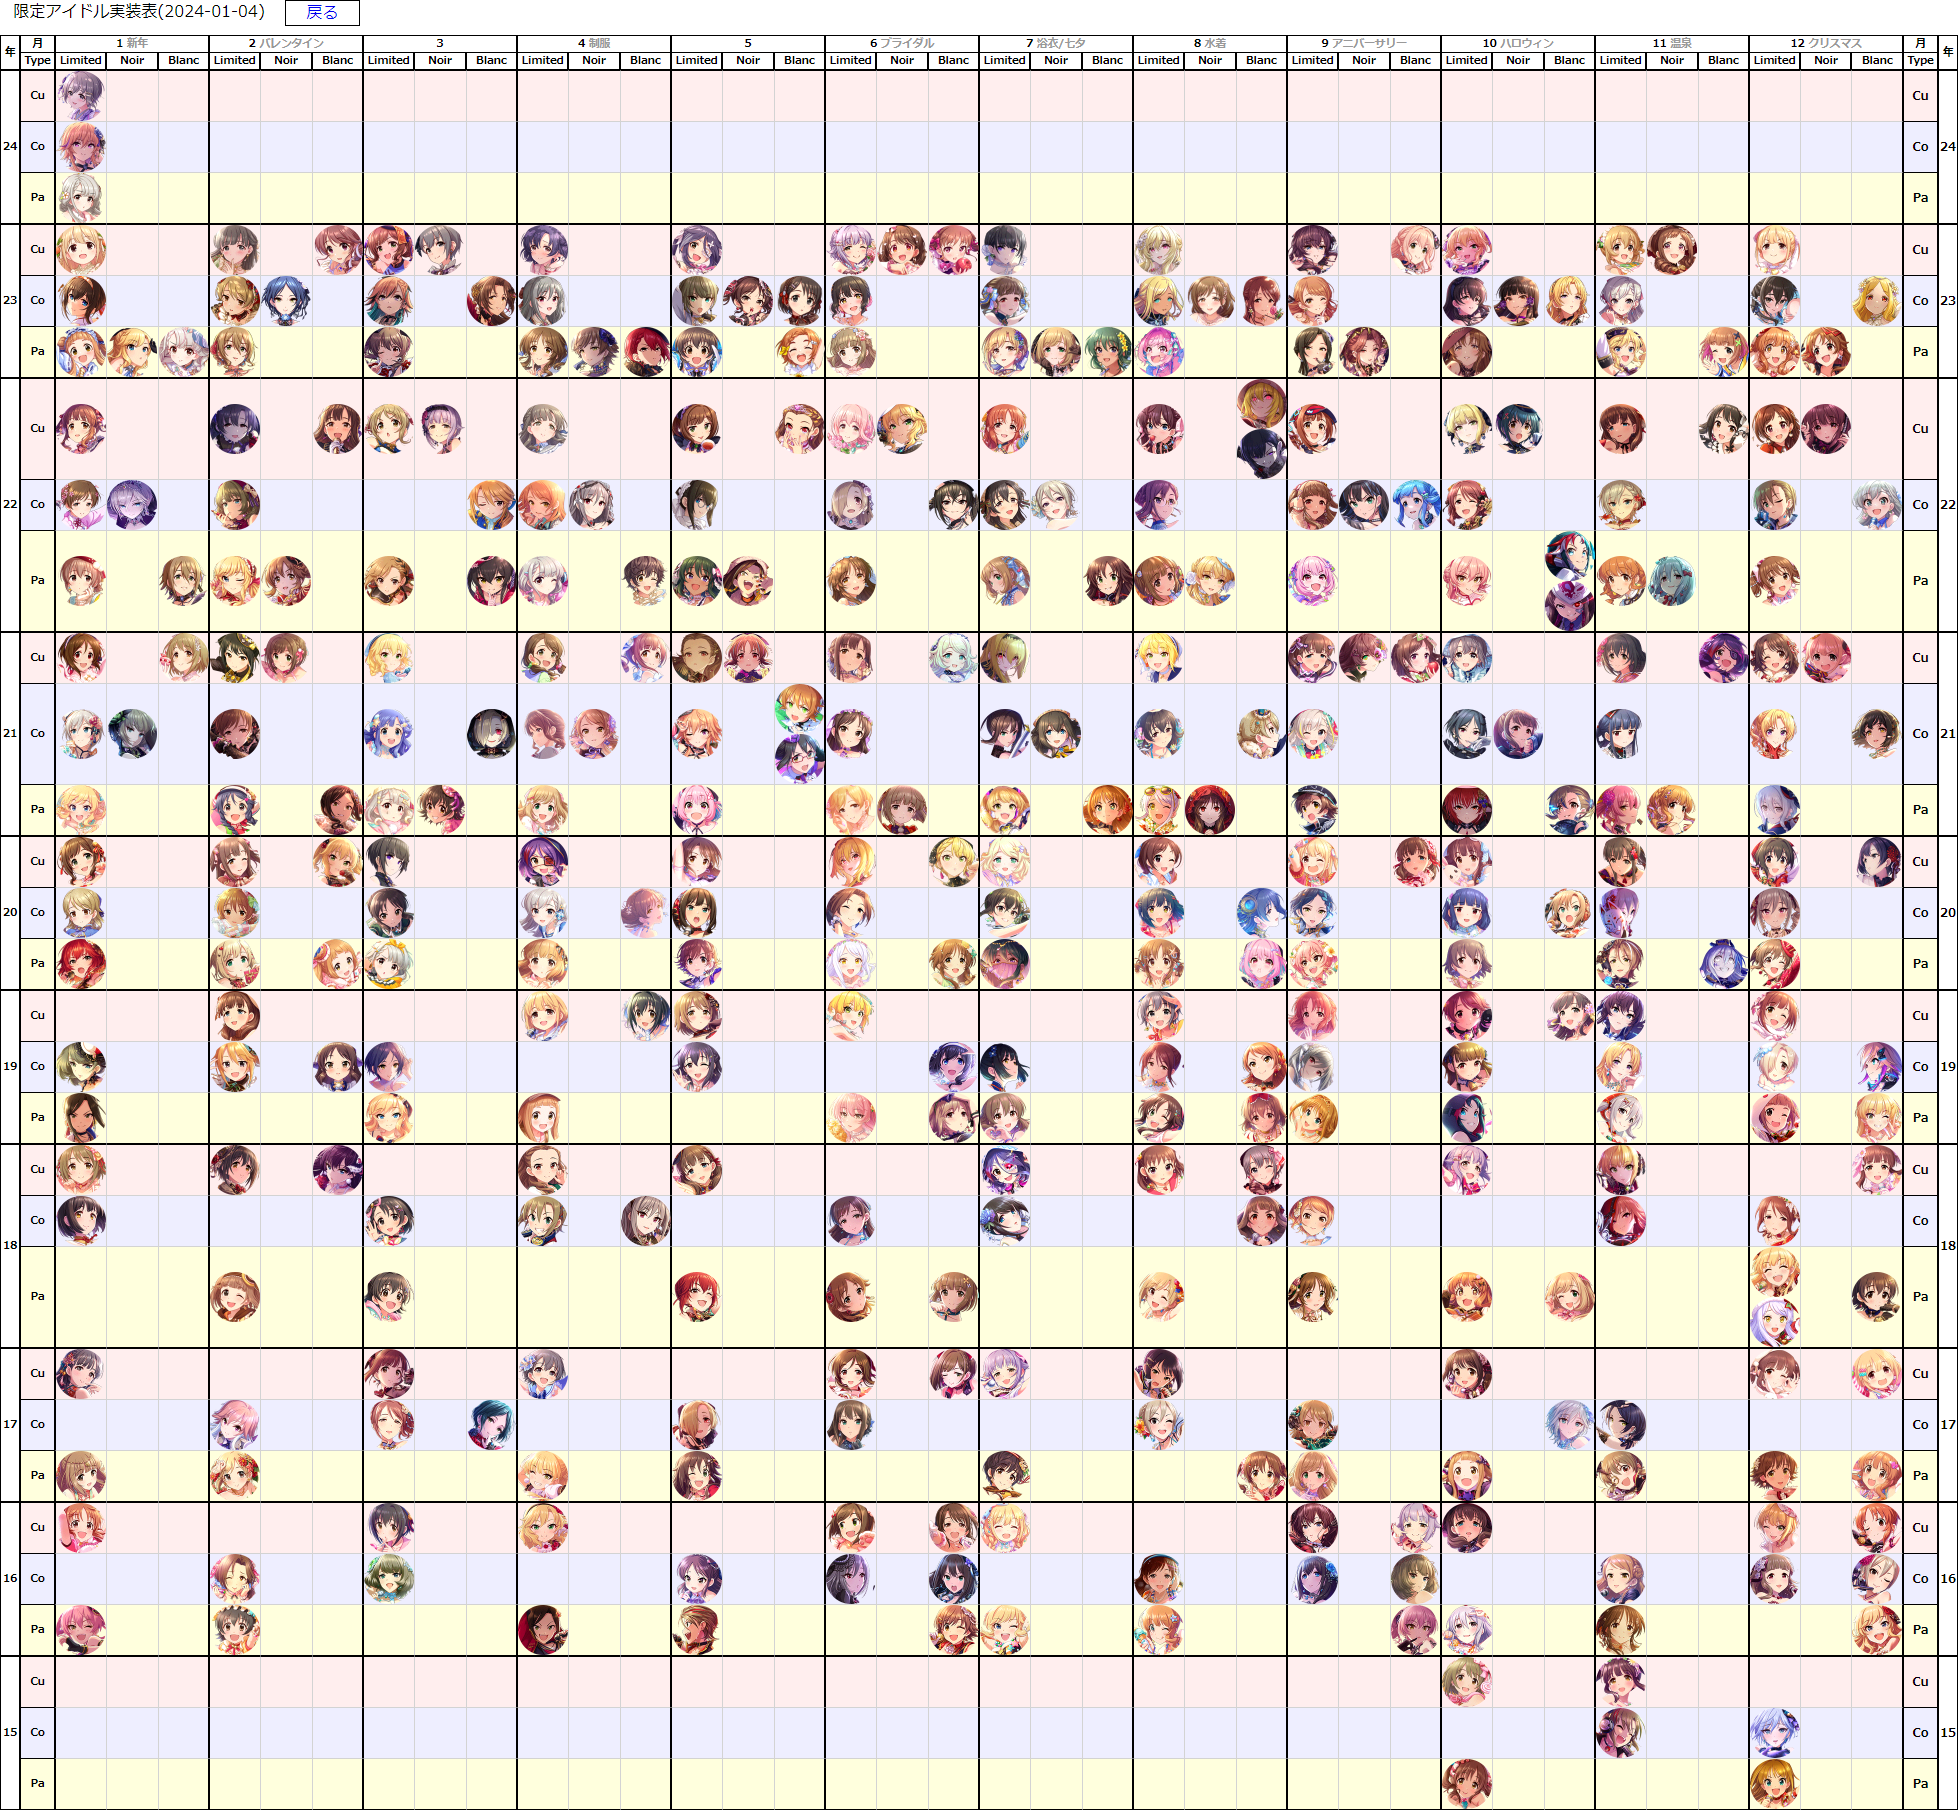 限定アイドル実装表(2024-01-04) 戻る
年 月 1 新年 2 バレンタイン 3 4 制服 5 6 ブライダル 7 浴衣/七夕 8 水着 9 アニバーサリー 10 ハロウィン 11 温泉 12 クリスマス 月 年
Type Limited Noir Blanc Limited Noir Blanc Limited Noir Blanc Limited Noir Blanc Limited Noir Blanc Limited Noir Blanc Limited Noir Blanc Limited Noir Blanc Limited Noir Blanc Limited Noir Blanc Limited Noir Blanc Limited Noir Blanc Type
Cu Cu
24 Co Co 24
Pa Pa
Cu Cu
23 Co Co 23
Pa Pa
Cu Cu
22 Co Co 22
Pa Pa
Cu Cu
21 Co Co 21
Pa Pa
Cu Cu
20 Co Co 20
Pa Pa
Cu Cu
19 Co Co 19
Pa Pa
Cu Cu
Co Co
18 18
Pa Pa
Cu Cu
17 Co Co 17
Pa Pa
Cu Cu
16 Co Co 16
Pa Pa
Cu Cu
15 Co Co 15
Pa Pa